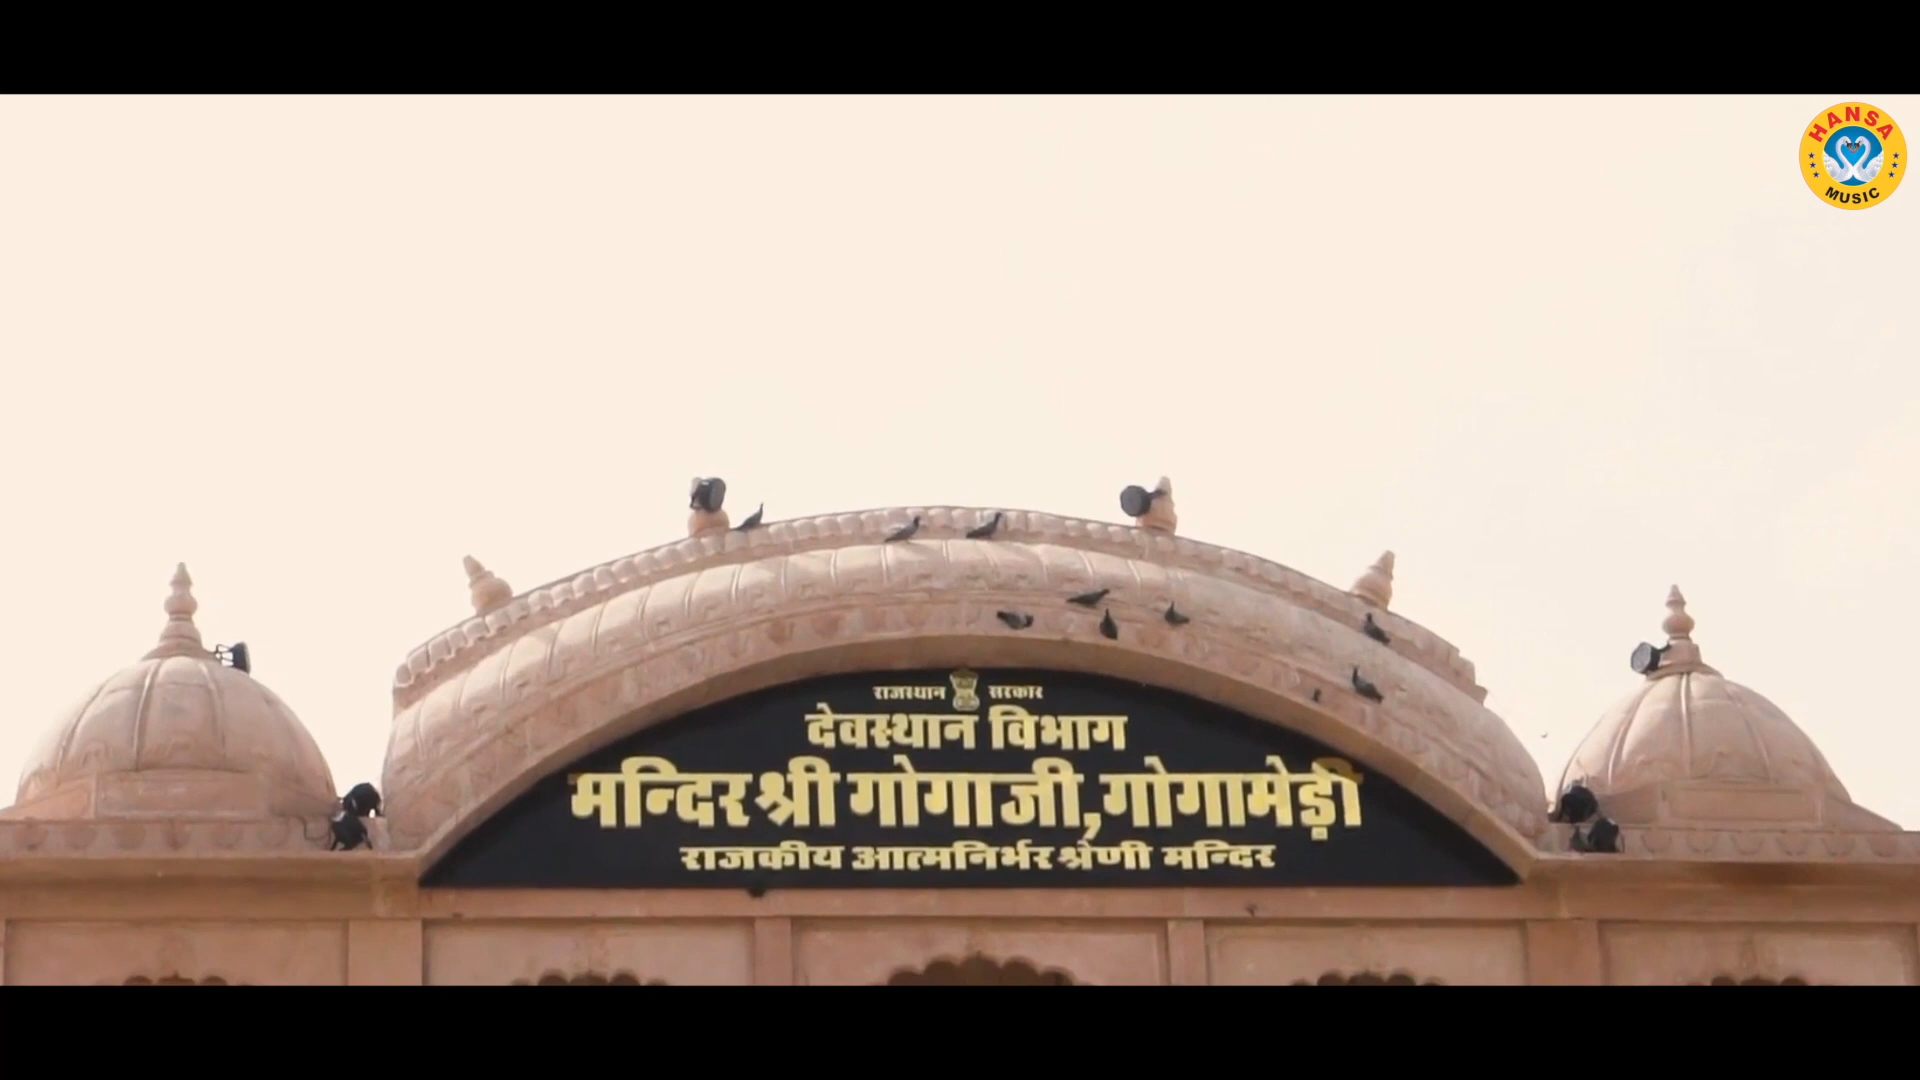 HANSA
MUSIC
राजस्थान सरकार
देवस्थान विभाग
मन्दिर श्री गोगाजी, गोगामेड़ी
राजकीय आत्मनिर्भर श्रेणी मन्दिर